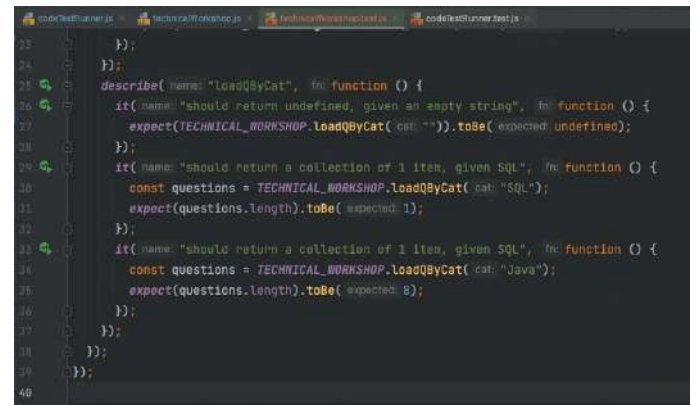 codeTestRunner.js technicalWorkshop.js technicalWorkshop.test.js codeTestRunner.test.js
23 });
24 });
25 describe( name: "loadQByCat", fn: function () {
26 it( name: "should return undefined, given an empty string", fn: function () {
27 expect(TECHNICAL_WORKSHOP.loadQByCat( cat: "")).toBe( expected: undefined);
28 });
29 it( name: "should return a collection of 1 item, given SQL", fn: function () {
30 const questions = TECHNICAL_WORKSHOP.loadQByCat( cat: "SQL");
31 expect(questions.length).toBe( expected: 1);
32 });
33 it( name: "should return a collection of 1 item, given SQL", fn: function () {
34 const questions = TECHNICAL_WORKSHOP.loadQByCat( cat: "Java");
35 expect(questions.length).toBe( expected: 8);
36 });
37 });
38 });
39 });
40